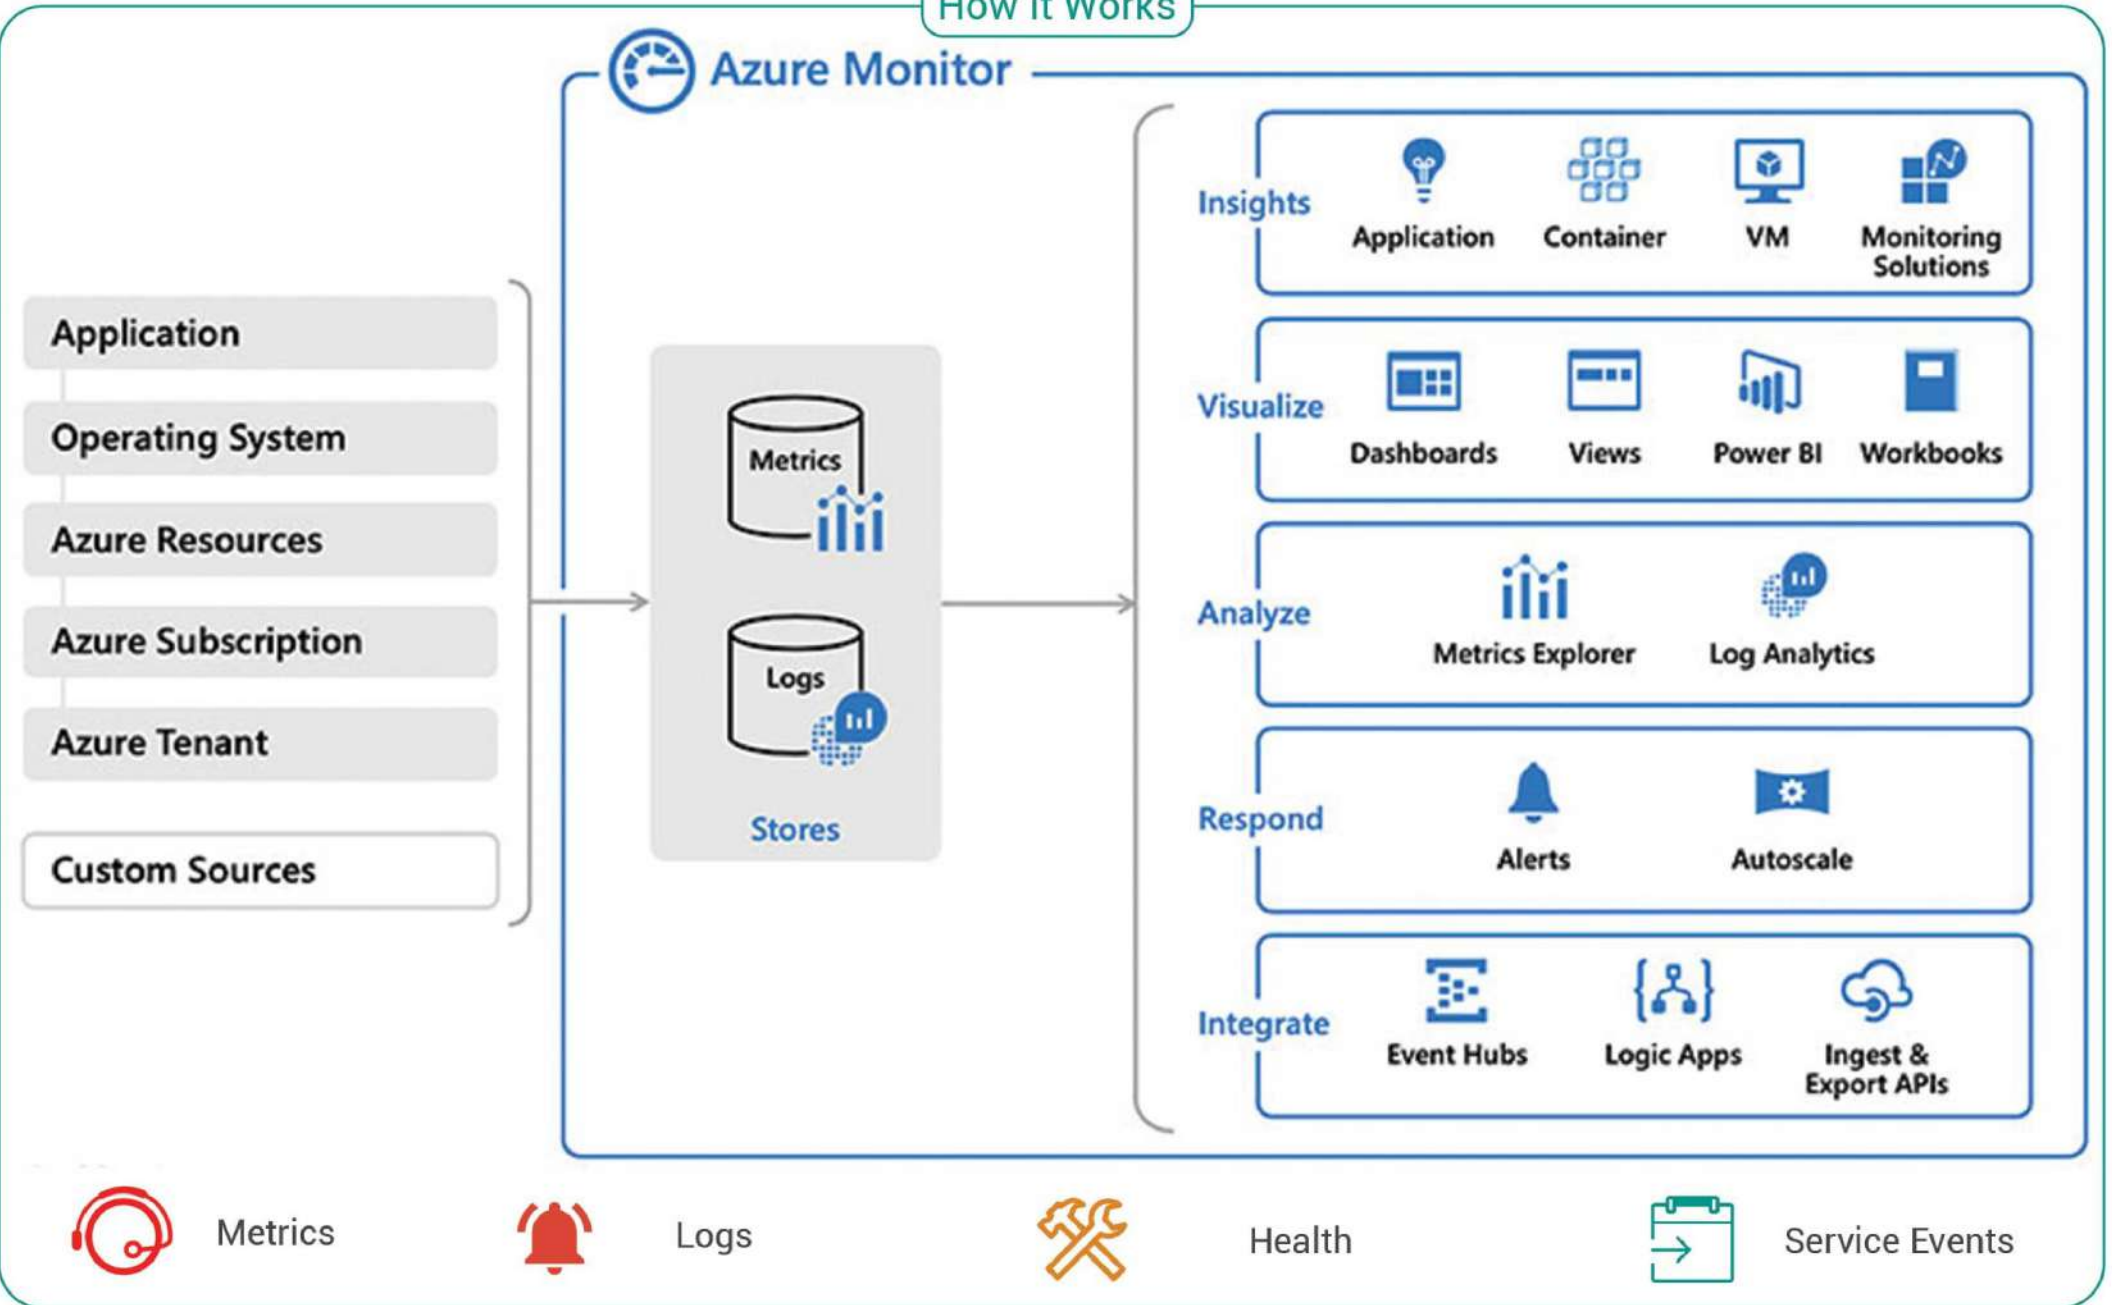 How it Works
Azure Monitor
Application
Operating System
Azure Resources
Azure Subscription
Azure Tenant
Custom Sources
Metrics
Logs
Stores
Insights
Application
Container
VM
Monitoring
Solutions
Visualize
Dashboards
Views
Power BI
Workbooks
Analyze
Metrics Explorer
Log Analytics
Respond
Alerts
Autoscale
Integrate
Event Hubs
Logic Apps
Ingest &
Export APIs
Metrics
Logs
Health
Service Events